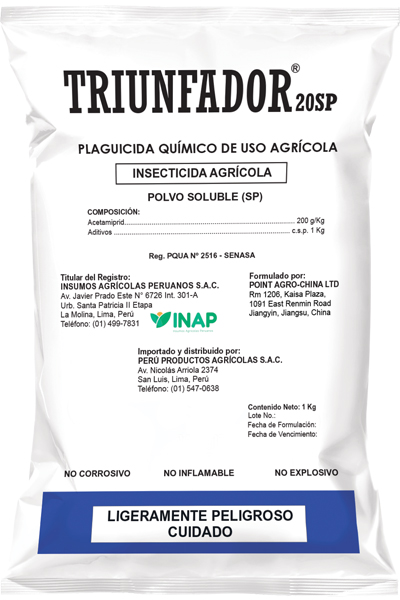 TRIUNFADOR® 20SP
PLAGUICIDA QUÍMICO DE USO AGRÍCOLA
INSECTICIDA AGRÍCOLA
POLVO SOLUBLE (SP)
COMPOSICIÓN:
Acetamiprid........................................................................ 200 g/Kg
Aditivos ........................................................................ c.s.p. 1 Kg
Reg. PQUA Nº 2516 - SENASA
Titular del Registro:
INSUMOS AGRÍCOLAS PERUANOS S.A.C.
Av. Javier Prado Este N° 6726 Int. 301-A
Urb. Santa Patricia II Etapa
La Molina, Lima, Perú
Teléfono: (01) 499-7831
INAP
Formulado por:
POINT AGRO-CHINA LTD
Rm 1206, Kaisa Plaza,
1091 East Renmin Road
Jiangyin, Jiangsu, China
Importado y distribuido por:
PERÚ PRODUCTOS AGRÍCOLAS S.A.C.
Av. Nicolás Arriola 2374
San Luis, Lima, Perú
Teléfono: (01) 547-0638
Contenido Neto: 1 Kg
Lote No.:
Fecha de Formulación:
Fecha de Vencimiento:
NO CORROSIVO NO INFLAMABLE NO EXPLOSIVO
LIGERAMENTE PELIGROSO
CUIDADO